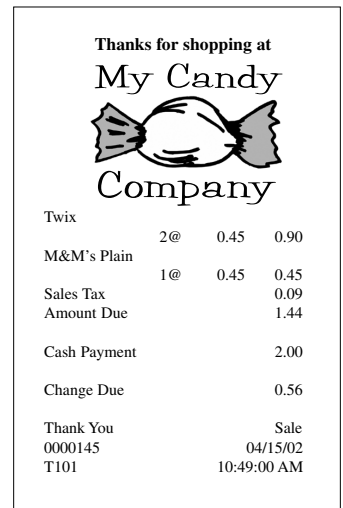 Thanks for shopping at
My Candy
Company
Twix
2@ 0.45 0.90
M&M's Plain
1@ 0.45 0.45
Sales Tax 0.09
Amount Due 1.44
Cash Payment 2.00
Change Due 0.56
Thank You Sale
0000145 04/15/02
T101 10:49:00 AM